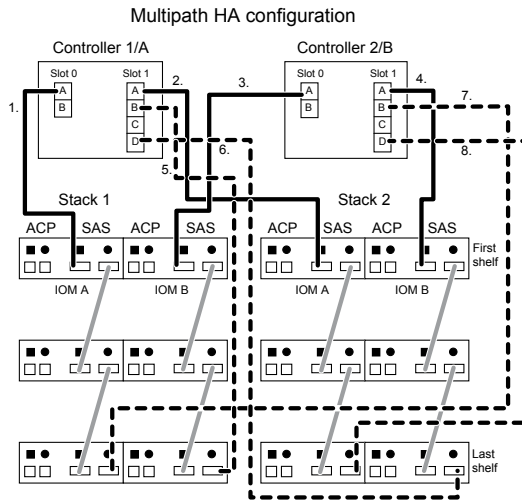 Multipath HA configuration
Controller 1/A
Controller 2/B
Slot 0
Slot 1
Slot 0
Slot 1
1.
A
B
A
B
C
D
2.
3.
A
B
A
B
C
D
4.
7.
5.
6.
8.
Stack 1
Stack 2
ACP SAS ACP SAS
ACP SAS ACP SAS
First
shelf
IOM A
IOM B
IOM A
IOM B
Last
shelf